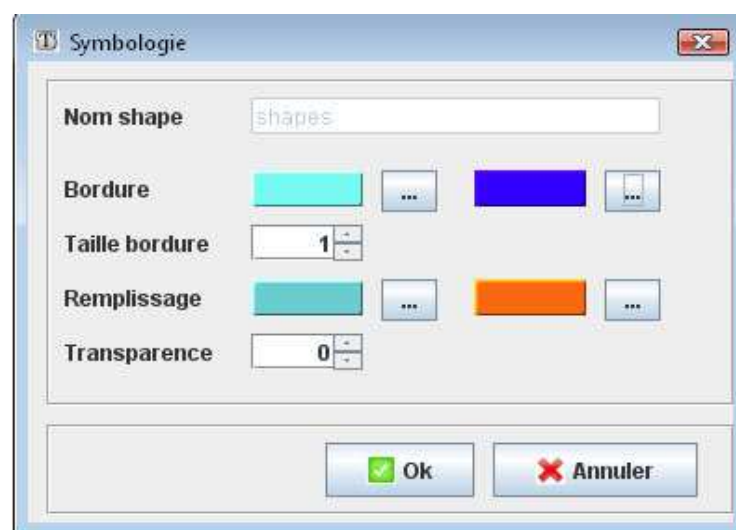 Symbologie
Nom shape shapes
Bordure ... ...
Taille bordure 1
Remplissage ... ...
Transparence 0
Ok Annuler